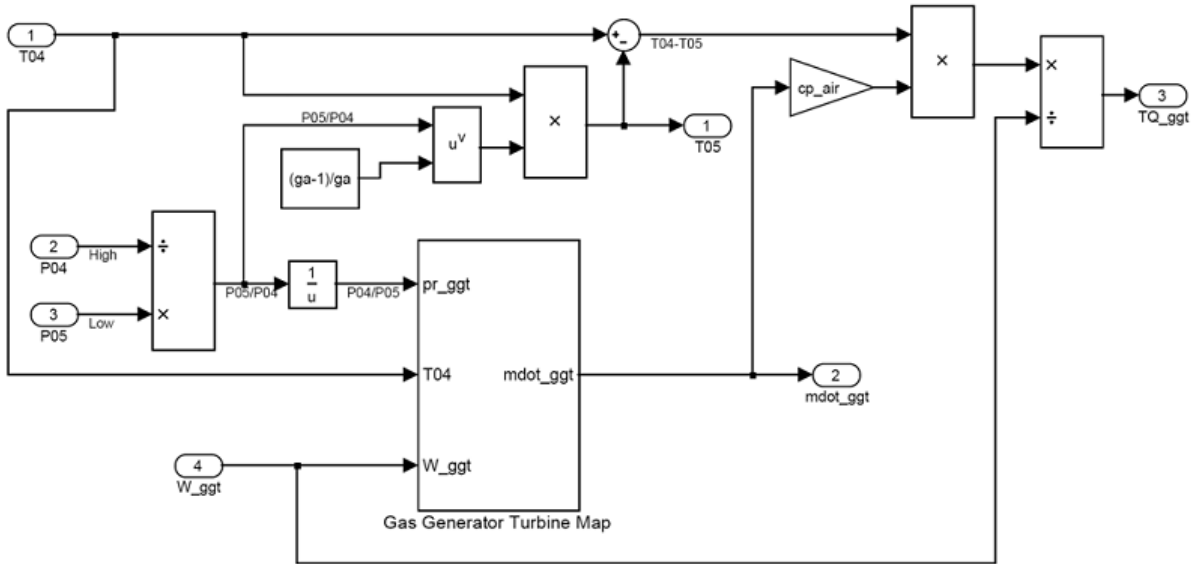 1
T04
+
-
T04-T05
×
cp_air
×
÷
3
TQ_ggt
P05/P04
u^v
(ga-1)/ga
×
1
T05
2
P04
High
÷
3
P05
Low
×
P05/P04
1
u
P04/P05
pr_ggt
T04
mdot_ggt
W_ggt
2
mdot_ggt
4
W_ggt
Gas Generator Turbine Map